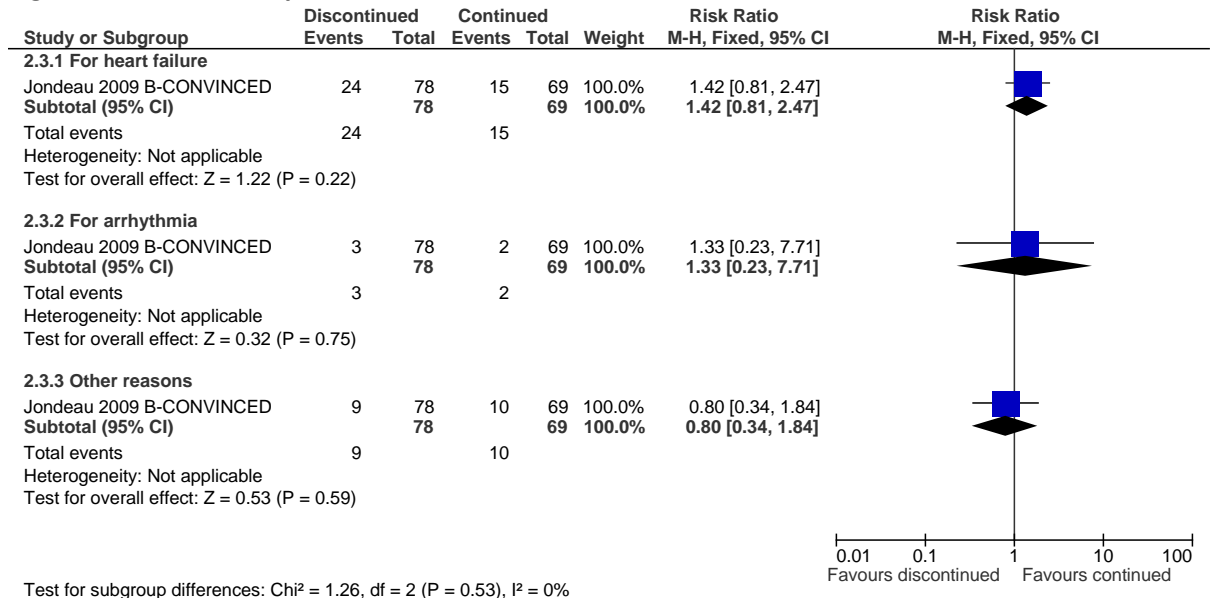 Discontinued Continued Risk Ratio Risk Ratio
Study or Subgroup Events Total Events Total Weight M-H, Fixed, 95% CI M-H, Fixed, 95% CI
2.3.1 For heart failure
Jondeau 2009 B-CONVINCED 24 78 15 69 100.0% 1.42 [0.81, 2.47]
Subtotal (95% CI) 78 69 100.0% 1.42 [0.81, 2.47]
Total events 24 15
Heterogeneity: Not applicable
Test for overall effect: Z = 1.22 (P = 0.22)
2.3.2 For arrhythmia
Jondeau 2009 B-CONVINCED 3 78 2 69 100.0% 1.33 [0.23, 7.71]
Subtotal (95% CI) 78 69 100.0% 1.33 [0.23, 7.71]
Total events 3 2
Heterogeneity: Not applicable
Test for overall effect: Z = 0.32 (P = 0.75)
2.3.3 Other reasons
Jondeau 2009 B-CONVINCED 9 78 10 69 100.0% 0.80 [0.34, 1.84]
Subtotal (95% CI) 78 69 100.0% 0.80 [0.34, 1.84]
Total events 9 10
Heterogeneity: Not applicable
Test for overall effect: Z = 0.53 (P = 0.59)
0.01 0.1 1 10 100
Favours discontinued Favours continued
Test for subgroup differences: Chi² = 1.26, df = 2 (P = 0.53), I² = 0%